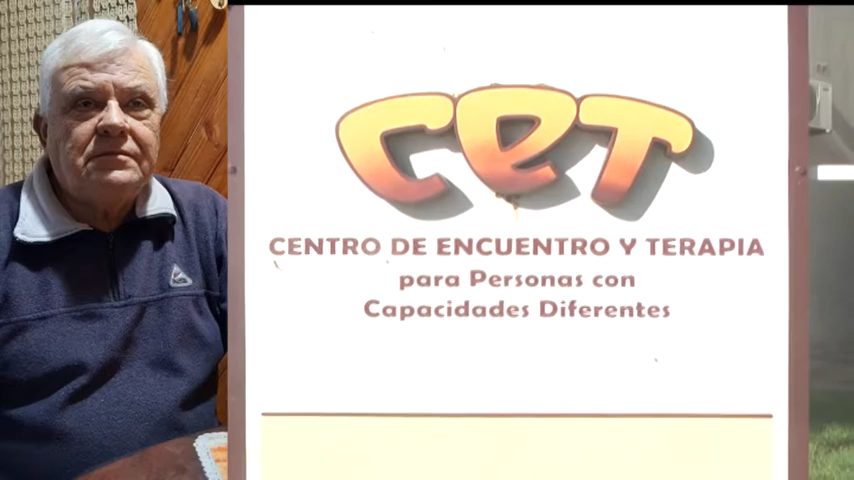 CET
CENTRO DE ENCUENTRO Y TERAPIA
para Personas con
Capacidades Diferentes